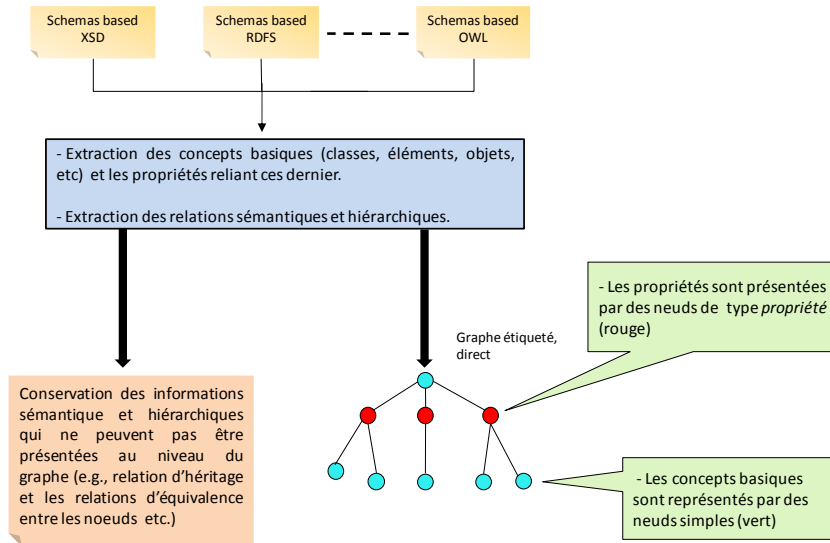 Schemas based
XSD
Schemas based
RDFS
Schemas based
OWL
- Extraction des concepts basiques (classes, éléments, objets,
etc) et les propriétés reliant ces dernier.
- Extraction des relations sémantiques et hiérarchiques.
- Les propriétés sont présentées
par des neuds de type propriété
(rouge)
Graphe étiqueté,
direct
Conservation des informations
sémantique et hiérarchiques
qui ne peuvent pas être
présentées au niveau du
graphe (e.g., relation d'héritage
et les relations d'équivalence
entre les noeuds etc.)
- Les concepts basiques
sont représentés par des
neuds simples (vert)